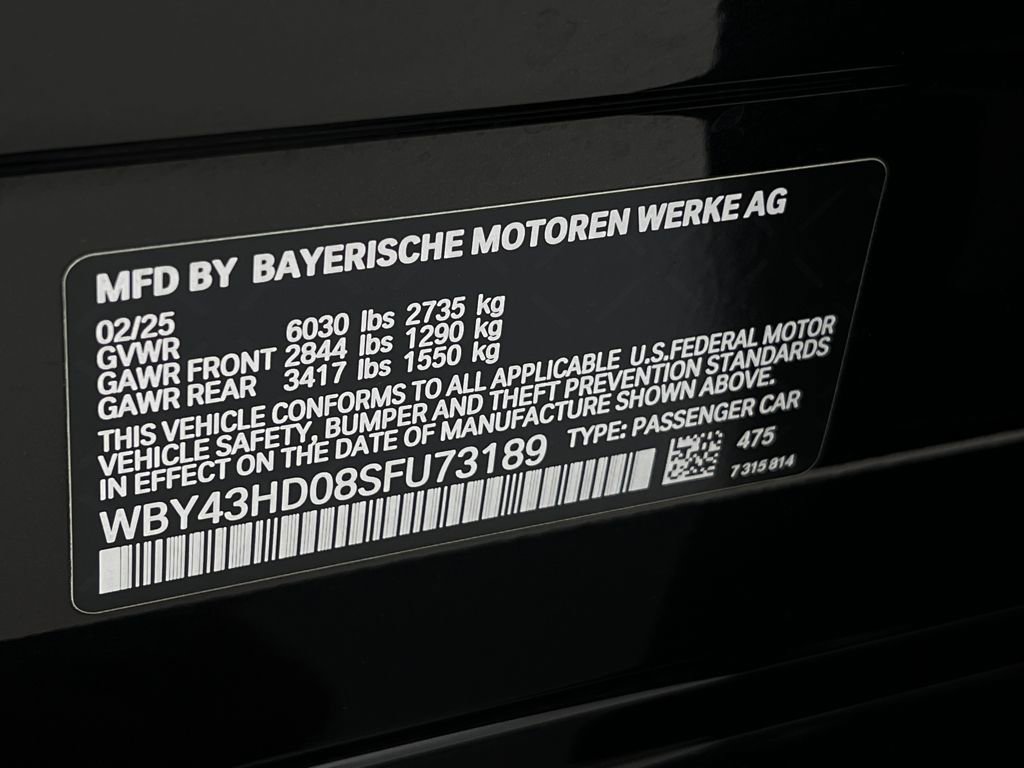 MFD BY BAYERISCHE MOTOREN WERKE AG
02/25
GVWR 6030 lbs 2735 kg
GAWR FRONT 2844 lbs 1290 kg
GAWR REAR 3417 lbs 1550 kg
THIS VEHICLE CONFORMS TO ALL APPLICABLE U.S.FEDERAL MOTOR
VEHICLE SAFETY, BUMPER AND THEFT PREVENTION STANDARDS
IN EFFECT ON THE DATE OF MANUFACTURE SHOWN ABOVE.
WBY43HD08SFU73189 TYPE: PASSENGER CAR
475
7 315 814